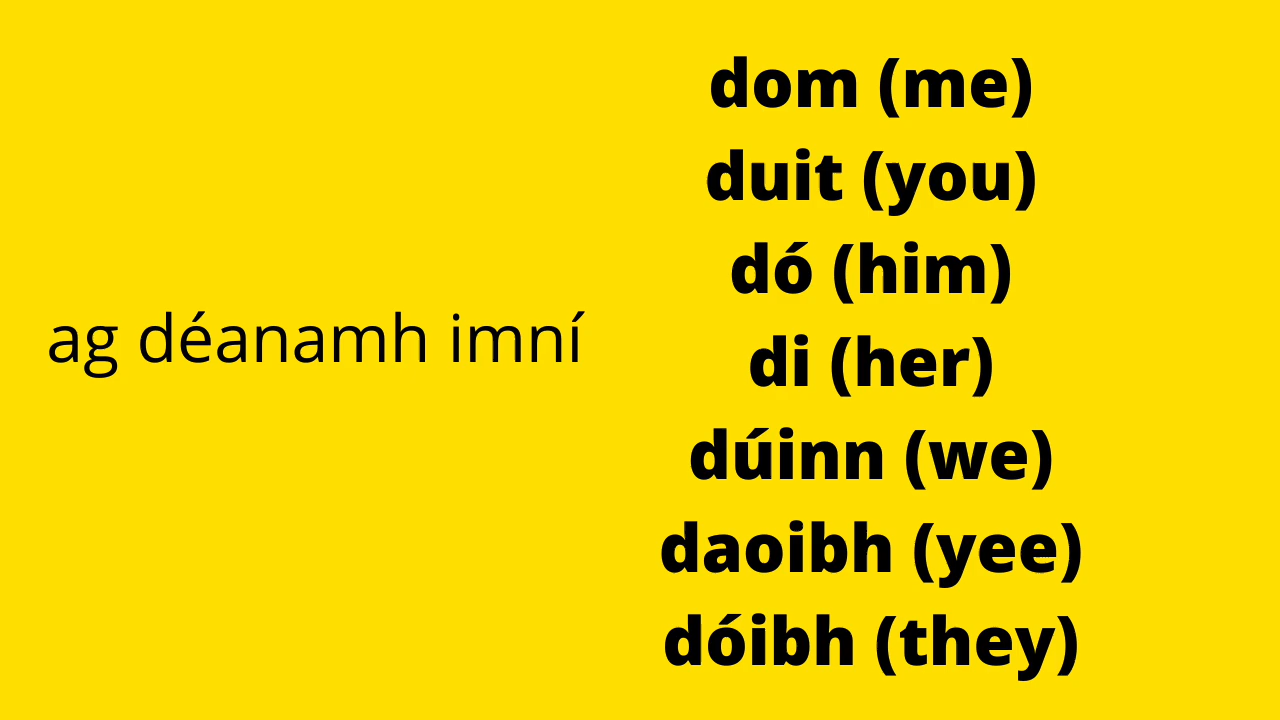 ag déanamh imní
dom (me)
duit (you)
dó (him)
di (her)
dúinn (we)
daoibh (yee)
dóibh (they)